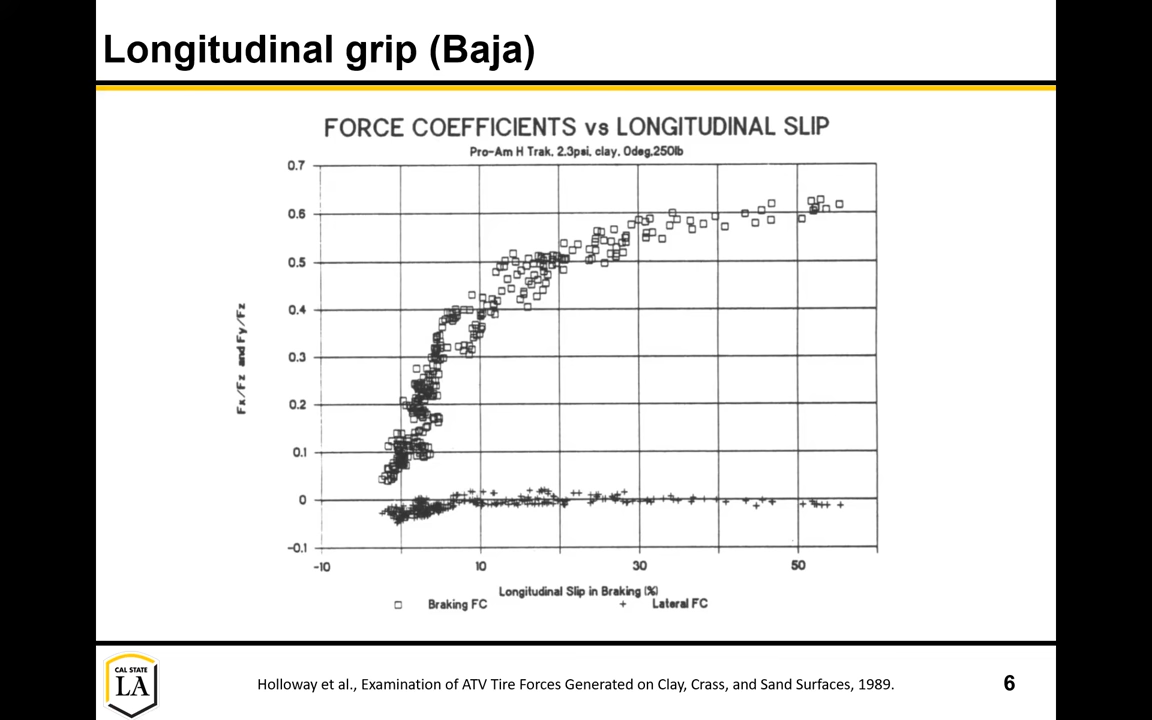 Longitudinal grip (Baja)
FORCE COEFFICIENTS vs LONGITUDINAL SLIP
Pro-Am H Trak, 2.3psi, clay, 0deg,250lb
0.7
0.6
0.5
0.4
0.3
0.2
0.1
0
-0.1
Fx/Fz and Fy/Fz
-10 10 30 50
Longitudinal Slip in Braking (%)
Braking FC Lateral FC
CAL STATE
LA
Holloway et al., Examination of ATV Tire Forces Generated on Clay, Crass, and Sand Surfaces, 1989.
6